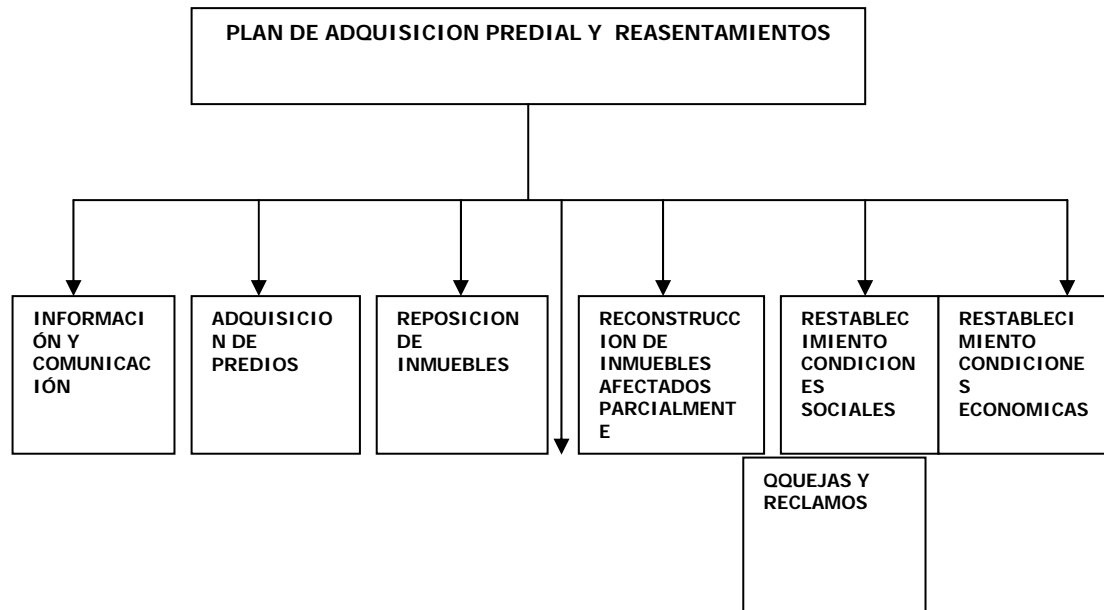 PLAN DE ADQUISICION PREDIAL Y REASENTAMIENTOS
INFORMACI
ÓN Y
COMUNICAC
IÓN
ADQUISICIO
N DE
PREDIOS
REPOSICION
DE
INMUEBLES
RECONSTRUCC
ION DE
INMUEBLES
AFECTADOS
PARCIALMENT
E
RESTABLEC
IMIENTO
CONDICION
ES
SOCIALES
RESTABLECI
MIENTO
CONDICIONE
S
ECONOMICAS
QQUEJAS Y
RECLAMOS